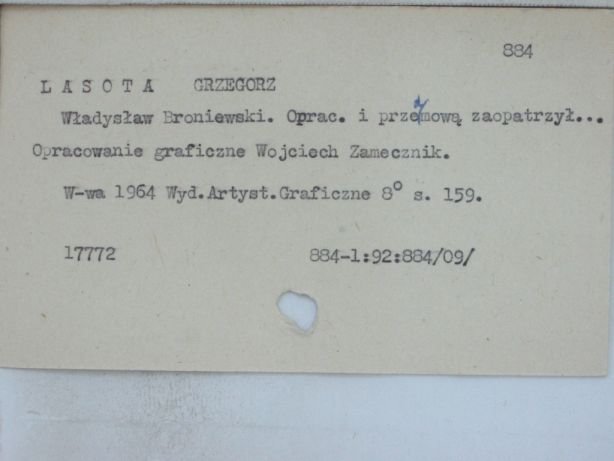 884
LASOTA GRZEGORZ
Władysław Broniewski. Oprac. i przemową zaopatrzył...
Opracowanie graficzne Wojciech Zamecznik.
W-wa 1964 Wyd.Artyst.Graficzne 8° s. 159.
17772 884-1:92:884/09/